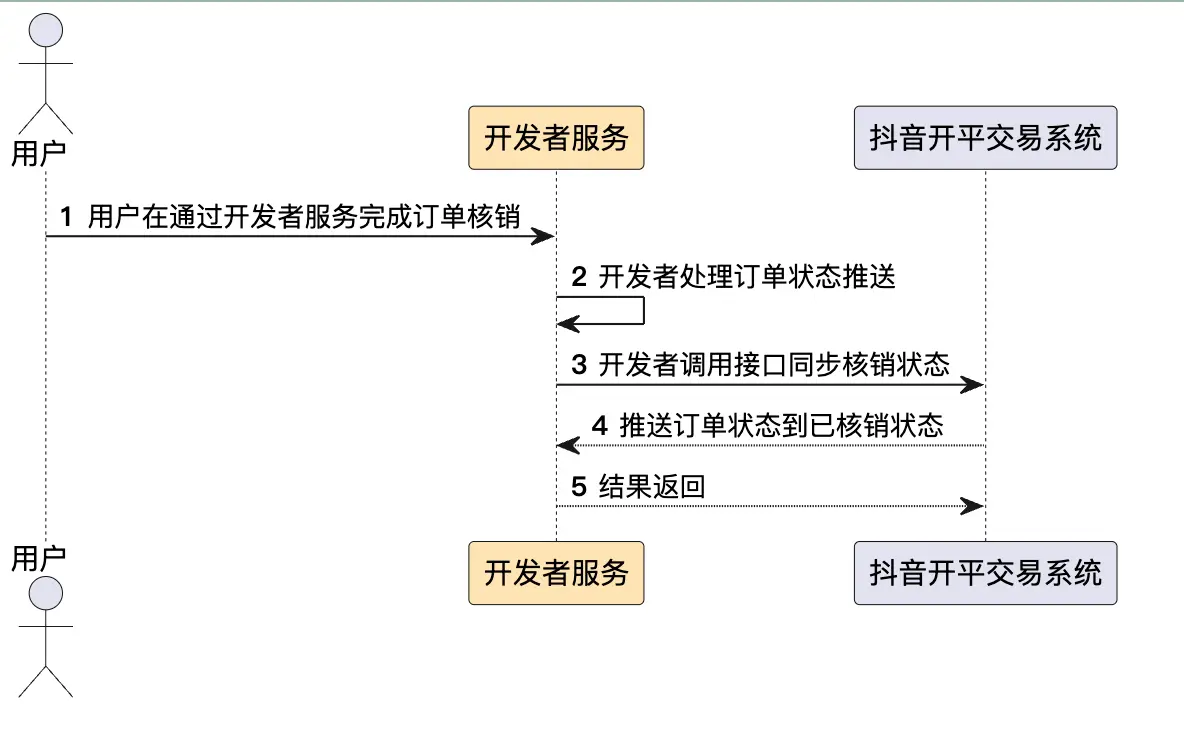 用户
开发者服务
抖音开平交易系统
1 用户在通过开发者服务完成订单核销
2 开发者处理订单状态推送
3 开发者调用接口同步核销状态
4 推送订单状态到已核销状态
5 结果返回
用户
开发者服务
抖音开平交易系统